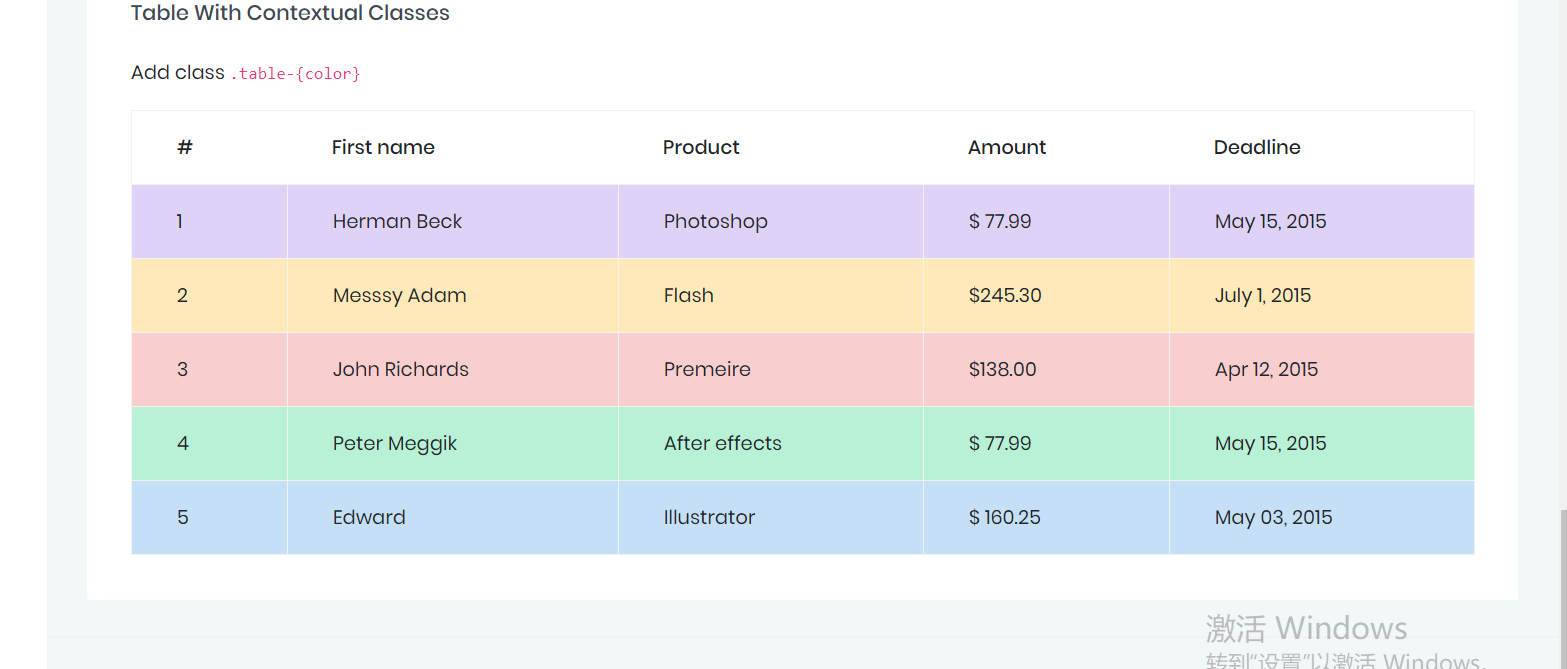 Table With Contextual Classes
Add class .table-{color}
# First name Product Amount Deadline
1 Herman Beck Photoshop $ 77.99 May 15, 2015
2 Messsy Adam Flash $245.30 July 1, 2015
3 John Richards Premeire $138.00 Apr 12, 2015
4 Peter Meggik After effects $ 77.99 May 15, 2015
5 Edward Illustrator $ 160.25 May 03, 2015
激活 Windows
转到"设置"以激活 Windows。